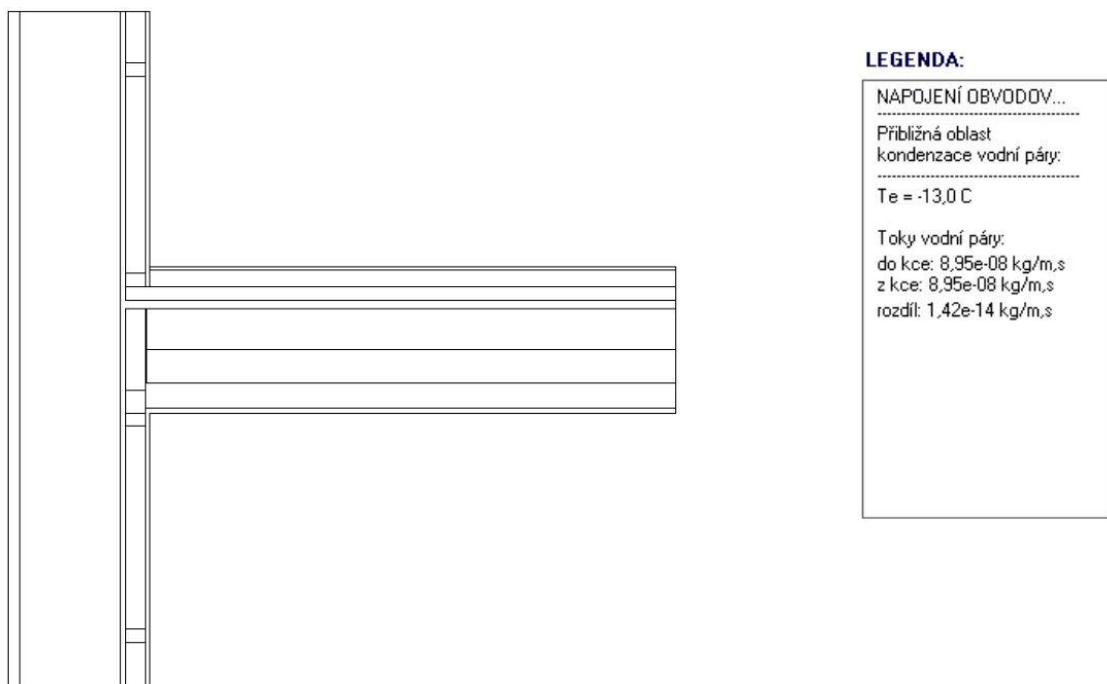 LEGENDA:
NAPOJENÍ OBVODOV...
Přibližná oblast
kondenzace vodní páry:
Te = -13,0 C
Toky vodní páry:
do kce: 8,95e-08 kg/m,s
z kce: 8,95e-08 kg/m,s
rozdíl: 1,42e-14 kg/m,s